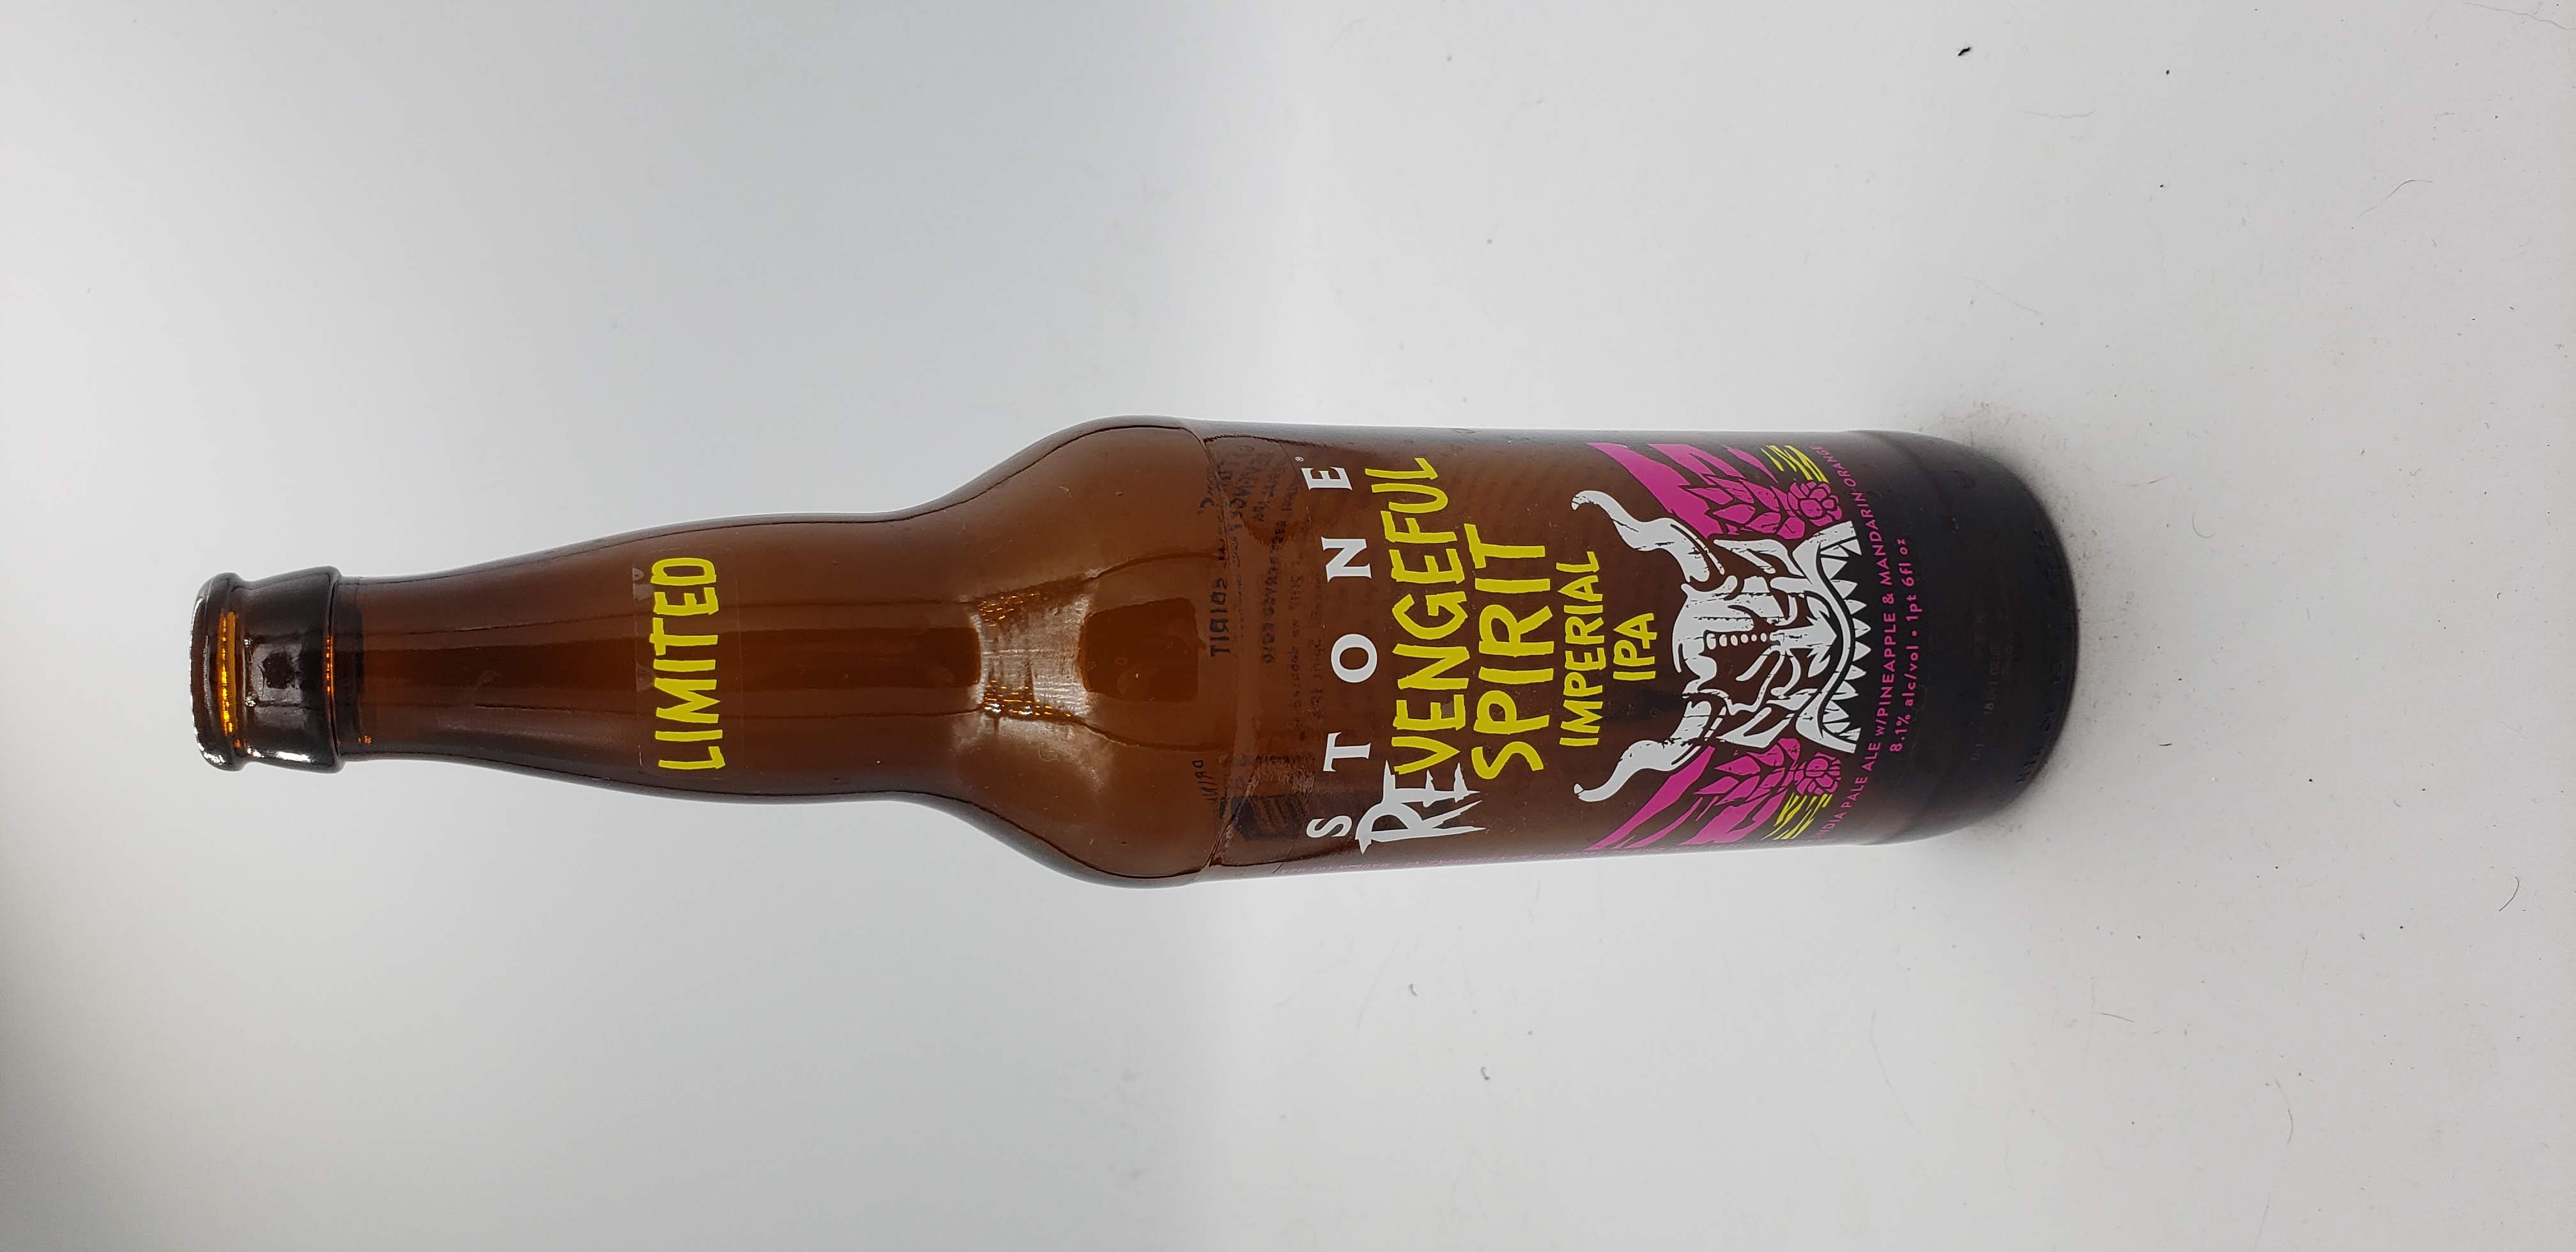 LIMITED
STONE®
REVENGEFUL
SPIRIT
IMPERIAL
IPA
INDIA PALE ALE W/PINEAPPLE & MANDARIN ORANGE
8.1% alc/vol • 1pt 6fl oz